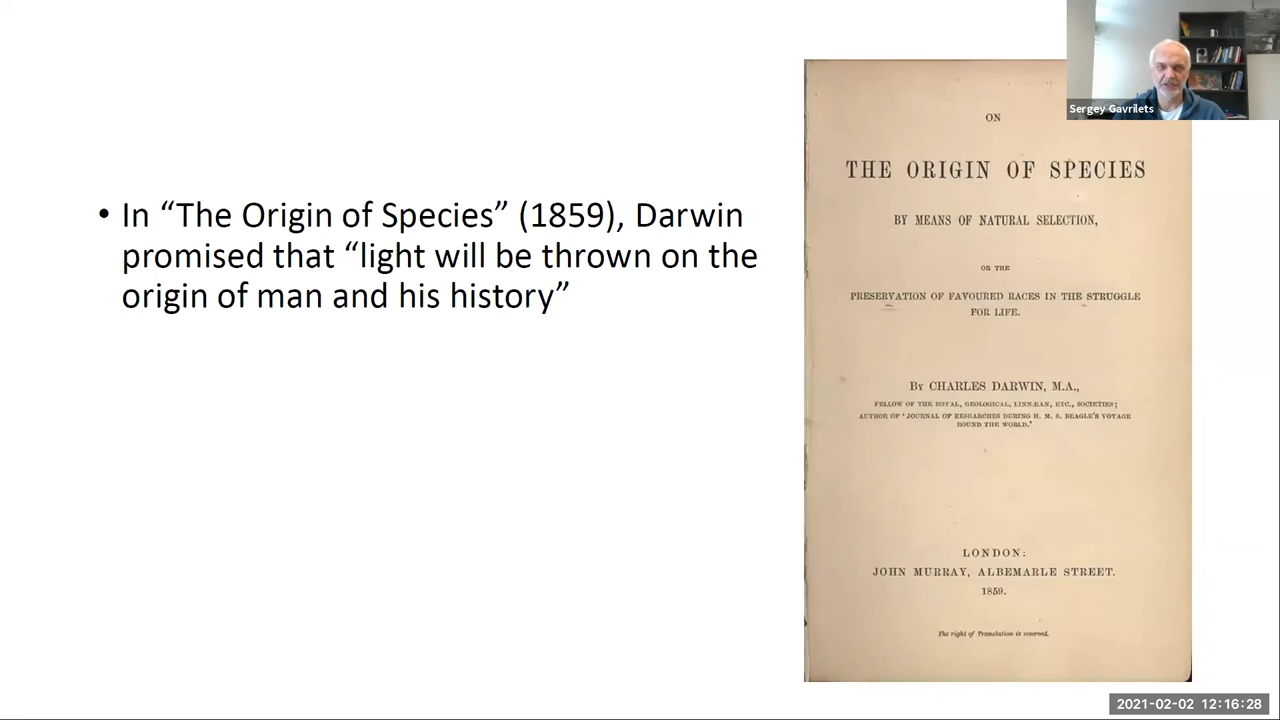 • In “The Origin of Species” (1859), Darwin
promised that “light will be thrown on the
origin of man and his history”
ON
THE ORIGIN OF SPECIES
BY MEANS OF NATURAL SELECTION,
OR THE
PRESERVATION OF FAVOURED RACES IN THE STRUGGLE
FOR LIFE.
By CHARLES DARWIN, M.A.,
FELLOW OF THE ROYAL, GEOLOGICAL, LINNÆAN, ETC., SOCIETIES;
AUTHOR OF ‘JOURNAL OF RESEARCHES DURING H. M. S. BEAGLE’S VOYAGE
ROUND THE WORLD.’
LONDON:
JOHN MURRAY, ALBEMARLE STREET.
1859.
The right of Translation is reserved.
Sergey Gavrilets
2021-02-02 12:16:28